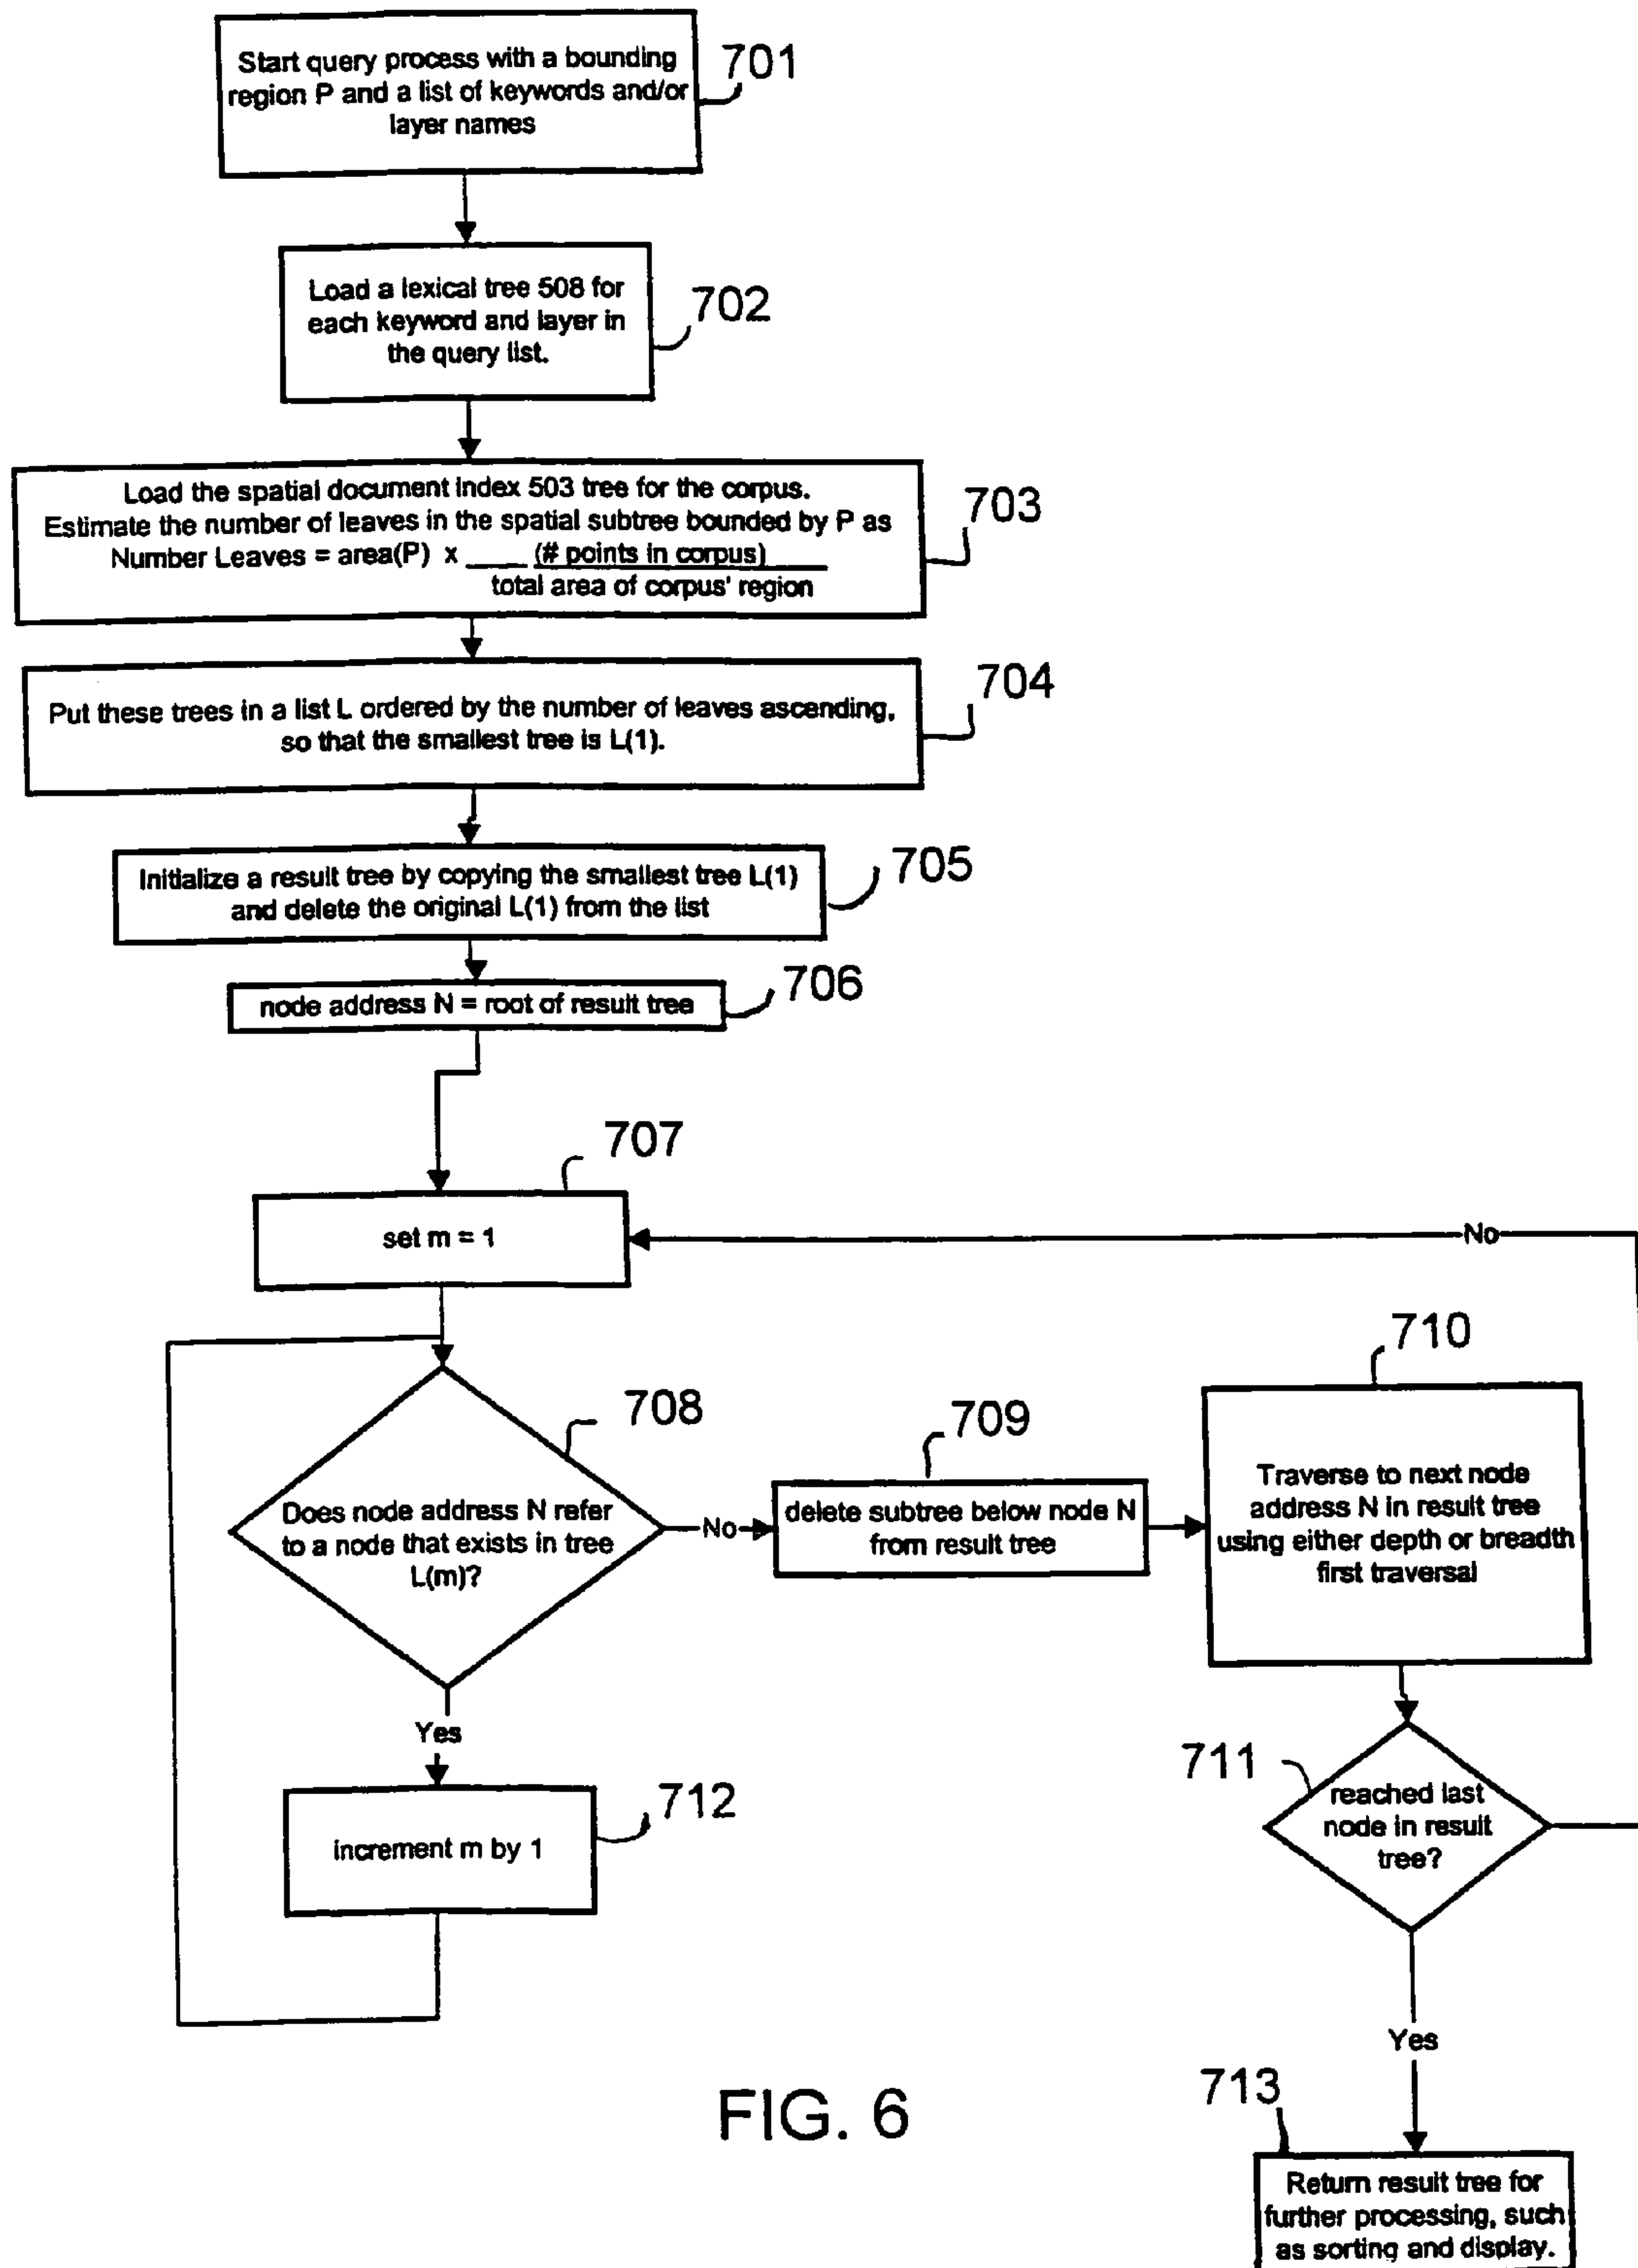 Start query process with a bounding
region P and a list of keywords and/or
layer names
701
Load a lexical tree 508 for
each keyword and layer in
the query list.
702
Load the spatial document index 503 tree for the corpus.
Estimate the number of leaves in the spatial subtree bounded by P as
Number Leaves = area(P) x ____ (# points in corpus)
total area of corpus' region
703
Put these trees in a list L ordered by the number of leaves ascending,
so that the smallest tree is L(1).
704
Initialize a result tree by copying the smallest tree L(1)
and delete the original L(1) from the list
705
node address N = root of result tree
706
707
set m = 1
No
708
Does node address N refer
to a node that exists in tree
L(m)?
No
709
delete subtree below node N
from result tree
710
Traverse to next node
address N in result tree
using either depth or breadth
first traversal
Yes
712
increment m by 1
711
reached last
node in result
tree?
Yes
713
Return result tree for
further processing, such
as sorting and display.
FIG. 6